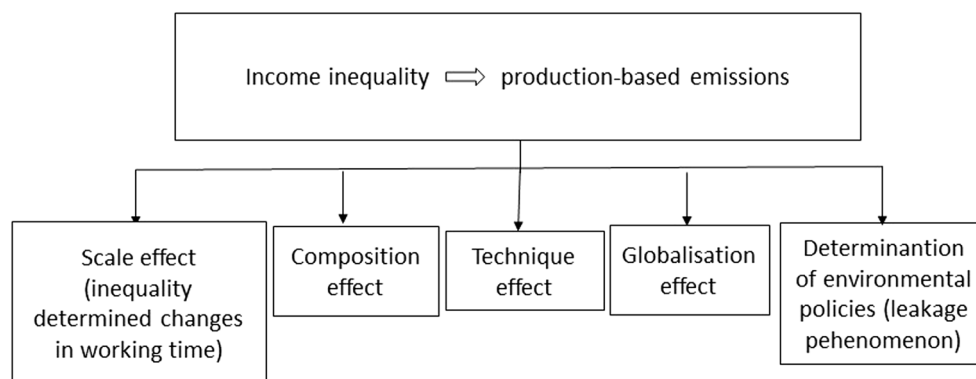 Income inequality ⇨ production-based emissions
Scale effect
(inequality
determined changes
in working time)
Composition
effect
Technique
effect
Globalisation
effect
Determinantion
of environmental
policies (leakage
pehenomenon)